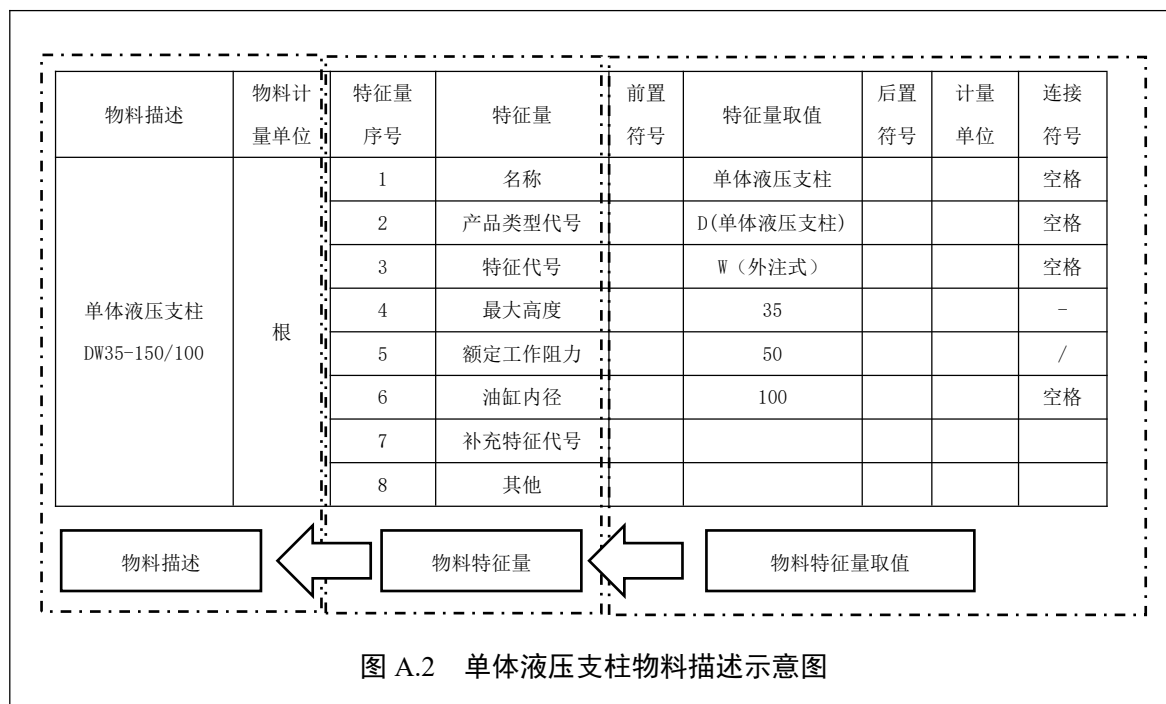 物料描述 物料计量单位 特征量序号 特征量 前置符号 特征量取值 后置符号 计量单位 连接符号
单体液压支柱
DW35-150/100
根
1 名称 单体液压支柱 空格
2 产品类型代号 D(单体液压支柱) 空格
3 特征代号 W（外注式） 空格
4 最大高度 35 -
5 额定工作阻力 50 /
6 油缸内径 100 空格
7 补充特征代号
8 其他
物料描述 物料特征量 物料特征量取值
图 A.2 单体液压支柱物料描述示意图